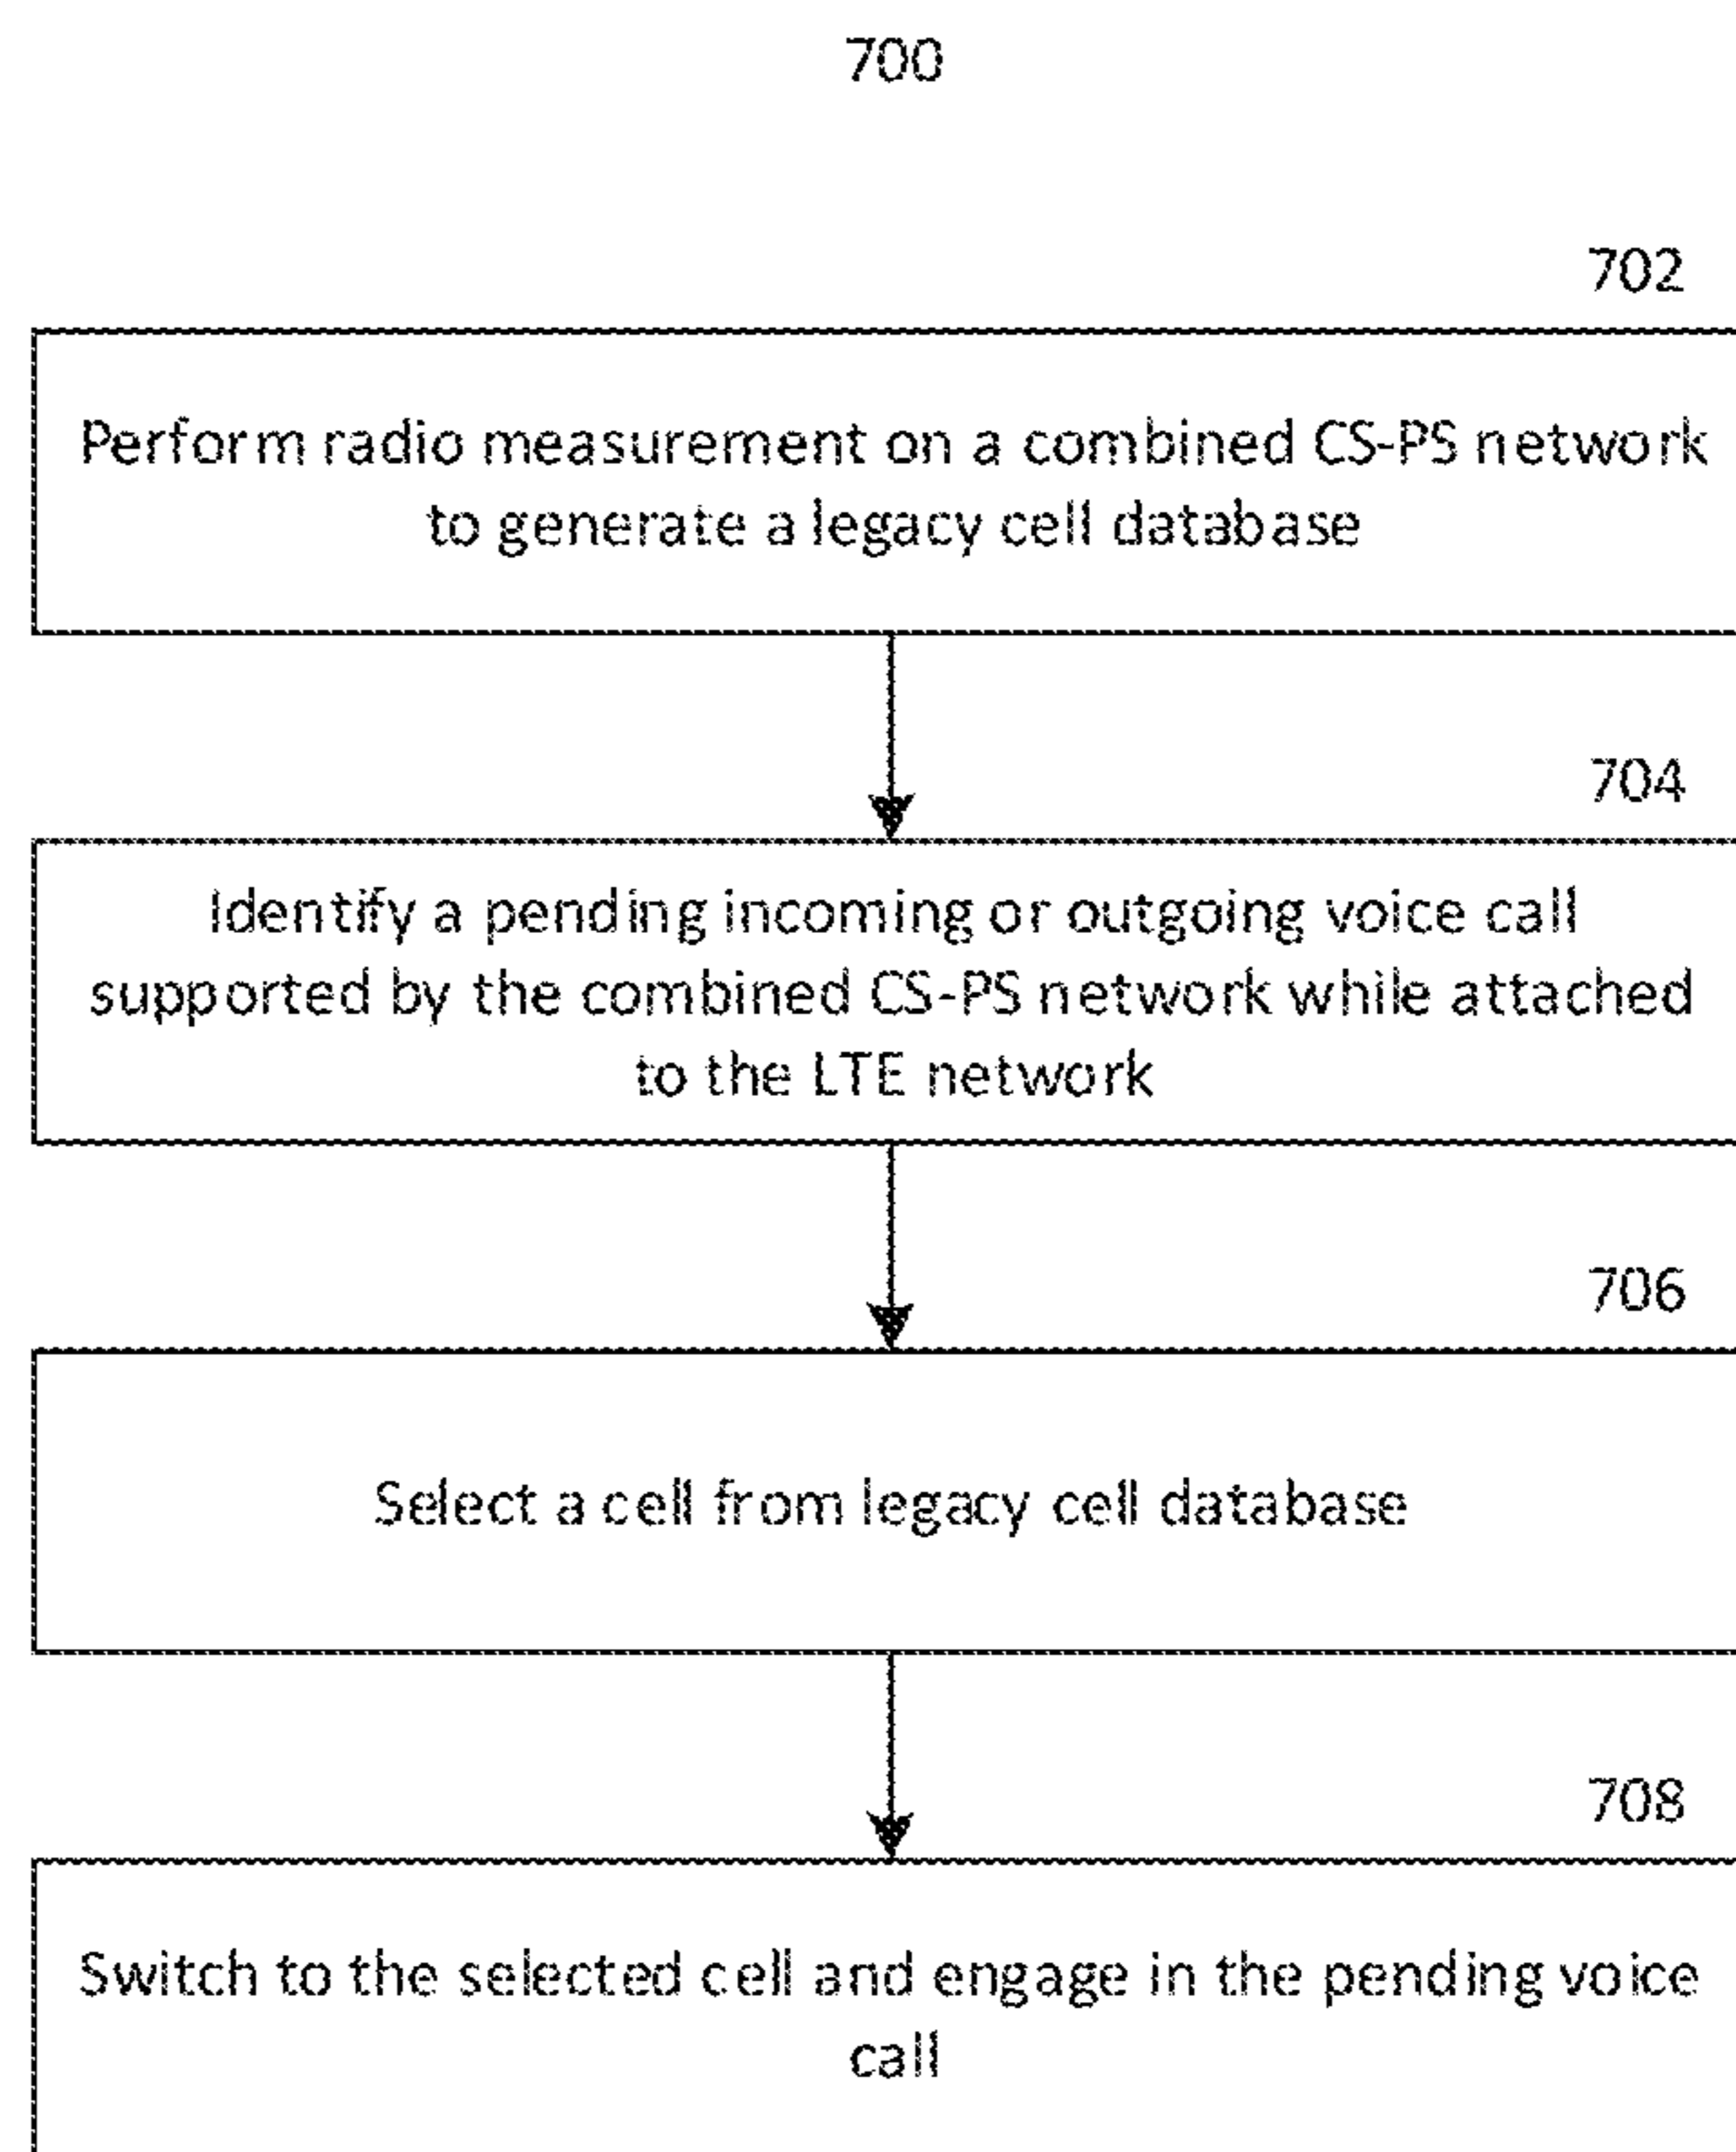 700
702
Perform radio measurement on a combined CS-PS network
to generate a legacy cell database
704
Identify a pending incoming or outgoing voice call
supported by the combined CS-PS network while attached
to the LTE network
706
Select a cell from legacy cell database
708
Switch to the selected cell and engage in the pending voice
call